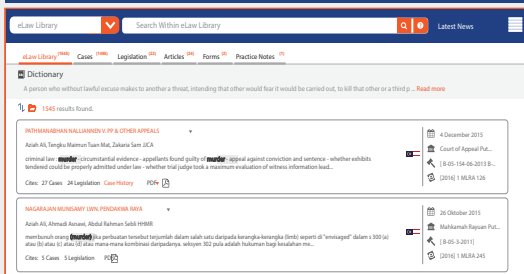 eLaw Library Search Within eLaw Library Latest News
eLaw Library (1545) Cases (1498) Legislation (22) Articles (24) Forms (2) Practice Notes (1)
Dictionary
A person who without lawful excuse makes to another a threat, intending that other would fear it would be carried out, to kill that other or a third p ... Read more
1545 results found.
PATHMANABHAN NALLIANNEN V. PP & OTHER APPEALS
Aziah Ali, Tengku Maimun Tuan Mat, Zakaria Sam JJCA
criminal law : murder - circumstantial evidence - appellants found guilty of murder - appeal against conviction and sentence - whether exhibits
tendered could be properly admitted under law - whether trial judge took a maximum evaluation of witness information lead...
Cites: 27 Cases 24 Legislation Case History PDF
4 December 2015
Court of Appeal Put...
[ B-05-154-06-2013 B...
[2016] 1 MLRA 126
NAGARAJAN MUNISAMY LWN. PENDAKWA RAYA
Aziah Ali, Ahmadi Asnawi, Abdul Rahman Sebli HHMR
membunuh orang (murder) jika perbuatan tersebut terjumlah dalam salah satu daripada kerangka-kerangka (limb) seperti di "envisaged" dalam s 300 (a)
atau (b) atau (c) atau (d) atau mana-mana kombinasi daripadanya. seksyen 302 pula adalah hukuman bagi kesalahan me...
Cites: 5 Cases 5 Legislation PDF
26 Oktober 2015
Mahkamah Rayuan Put...
[ B-05-3-2011]
[2016] 1 MLRA 245